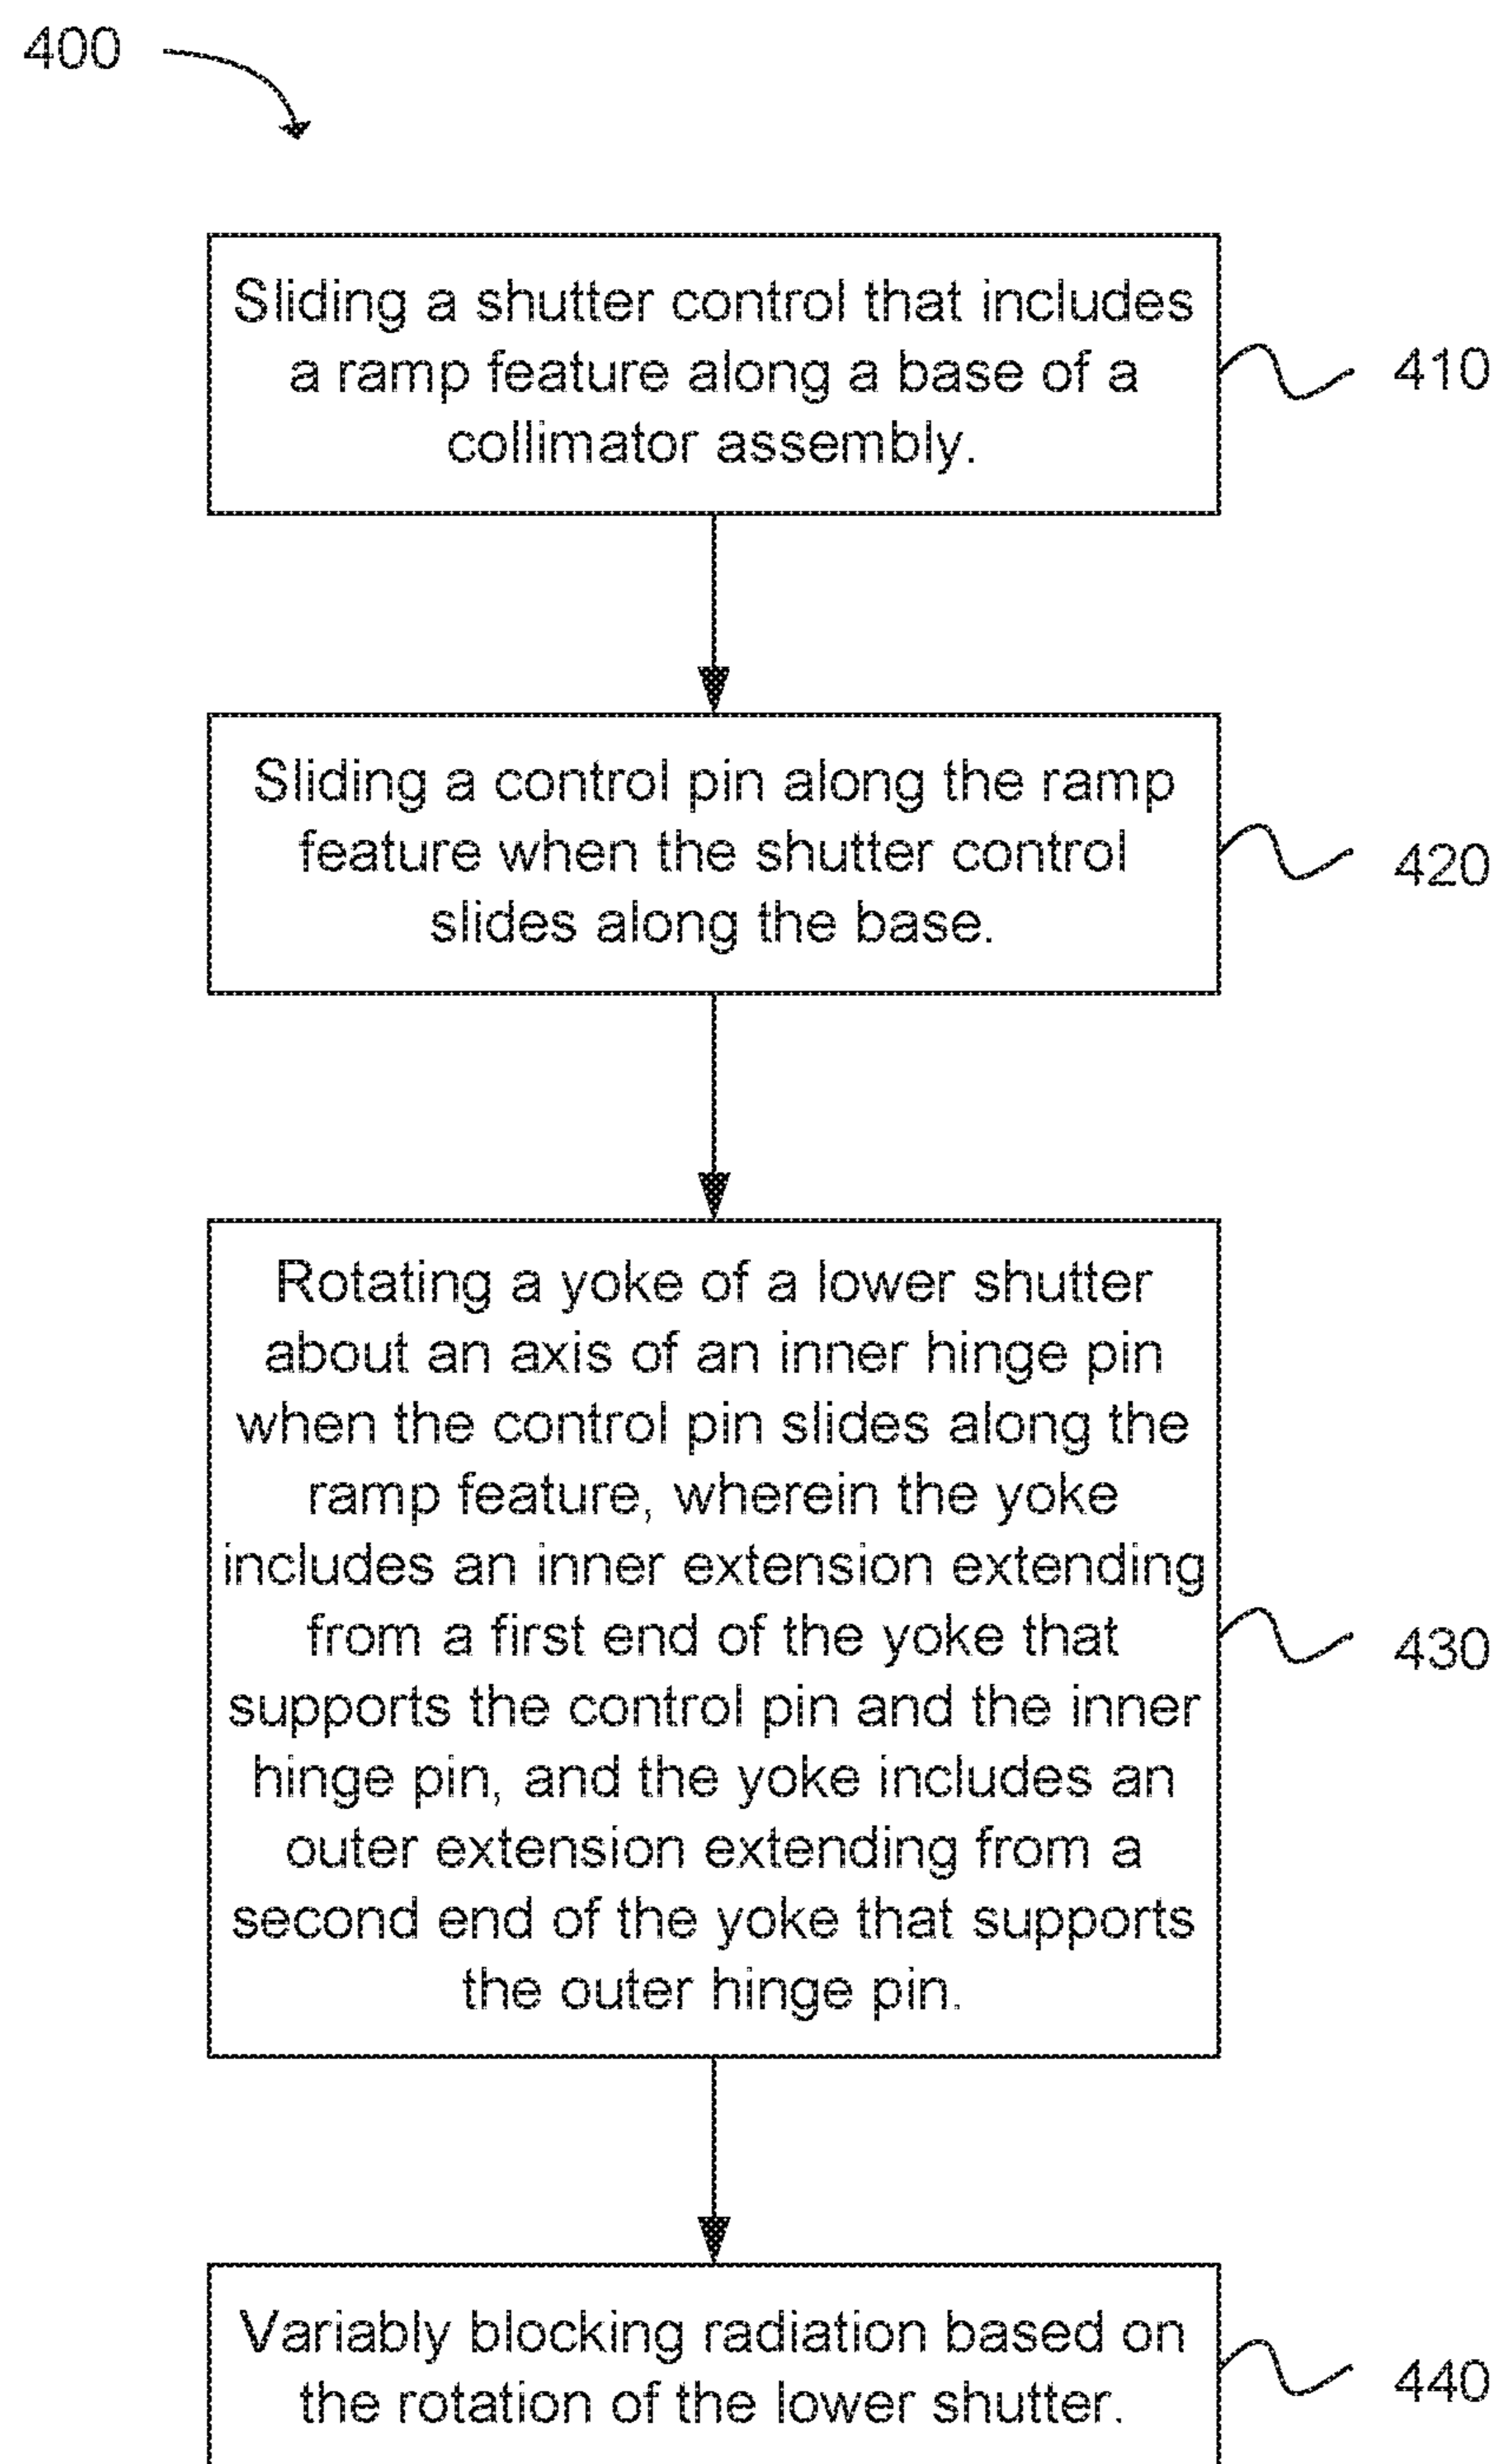 400
Sliding a shutter control that includes
a ramp feature along a base of a
collimator assembly.
410
Sliding a control pin along the ramp
feature when the shutter control
slides along the base.
420
Rotating a yoke of a lower shutter
about an axis of an inner hinge pin
when the control pin slides along the
ramp feature, wherein the yoke
includes an inner extension extending
from a first end of the yoke that
supports the control pin and the inner
hinge pin, and the yoke includes an
outer extension extending from a
second end of the yoke that supports
the outer hinge pin.
430
Variably blocking radiation based on
the rotation of the lower shutter.
440